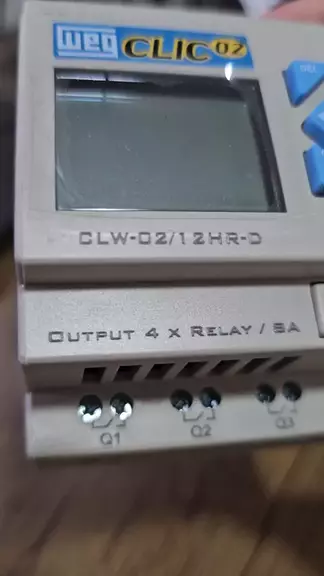 WEG CLIC 02
CLW-02/12HR-D
OUTPUT 4 X RELAY / 8A
Q1 Q2 Q3